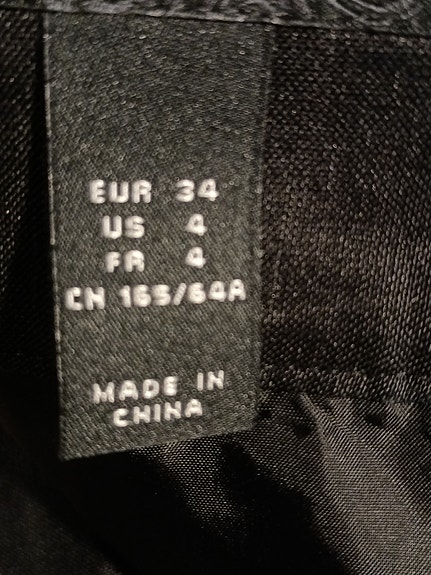 EUR 34
US 4
FR 4
CN 165/64A
MADE IN
CHINA